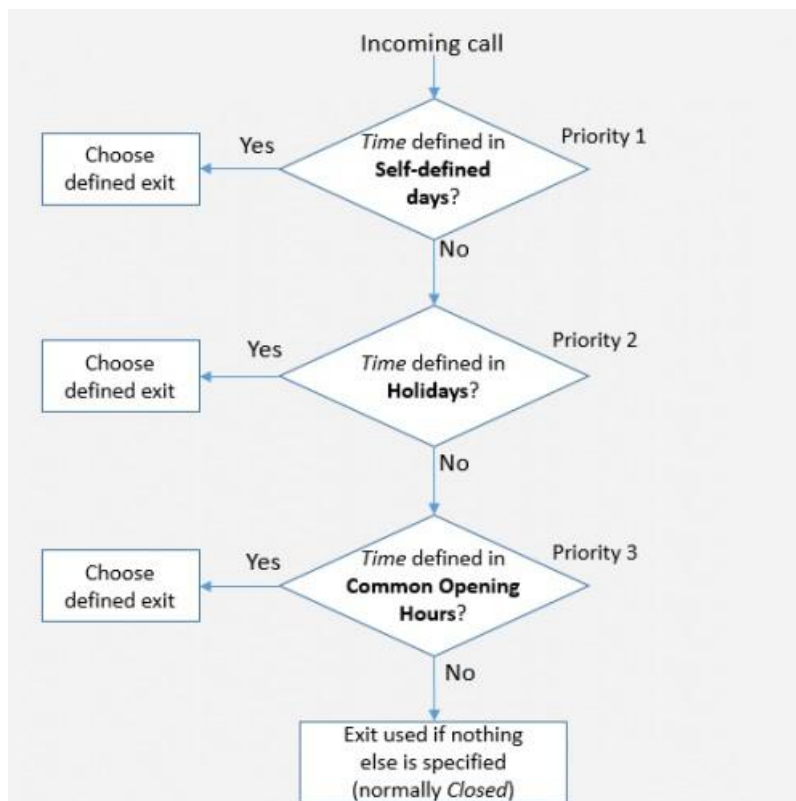 Incoming call
Time defined in
Self-defined
days?
Priority 1
Yes
Choose
defined exit
No
Time defined in
Holidays?
Priority 2
Yes
Choose
defined exit
No
Time defined in
Common Opening
Hours?
Priority 3
Yes
Choose
defined exit
No
Exit used if nothing
else is specified
(normally Closed)